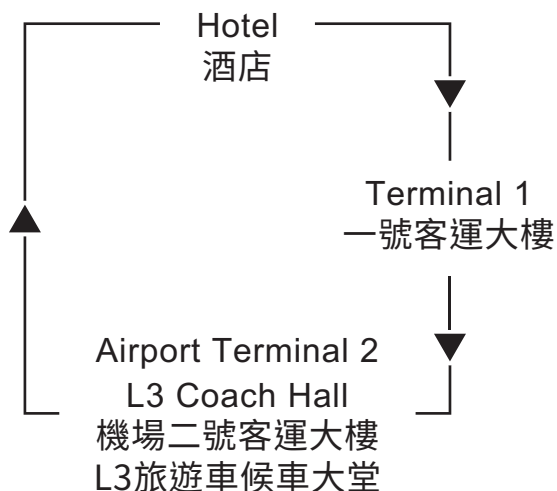 Hotel
酒店
Terminal 1
一號客運大樓
Airport Terminal 2
L3 Coach Hall
機場二號客運大樓
L3旅遊車候車大堂